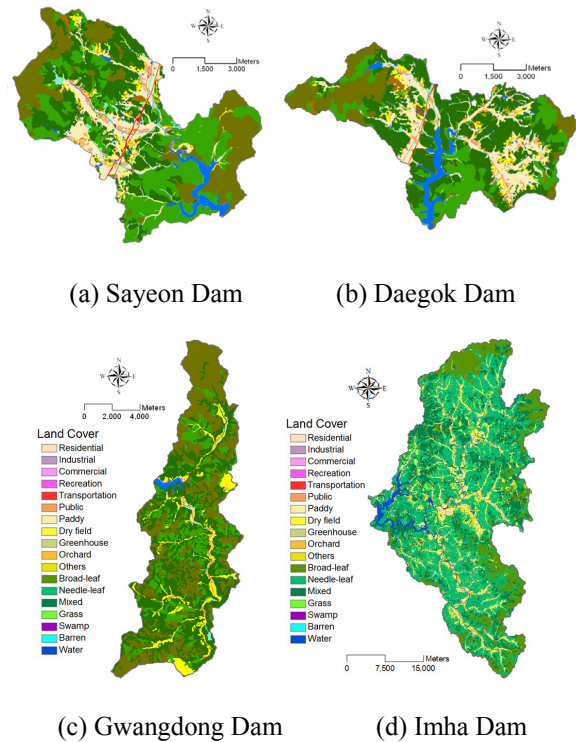 N
W E
S
Meters
0 1,500 3,000
N
W E
S
Meters
0 1,500 3,000
(a) Sayeon Dam
(b) Daegok Dam
N
W E
S
Meters
0 2,000 4,000
Land Cover
Residential
Industrial
Commercial
Recreation
Transportation
Public
Paddy
Dry field
Greenhouse
Orchard
Others
Broad-leaf
Needle-leaf
Mixed
Grass
Swamp
Barren
Water
N
W E
S
Land Cover
Residential
Industrial
Commercial
Recreation
Transportation
Public
Paddy
Dry field
Greenhouse
Orchard
Others
Broad-leaf
Needle-leaf
Mixed
Grass
Swamp
Barren
Water
Meters
0 7,500 15,000
(c) Gwangdong Dam
(d) Imha Dam